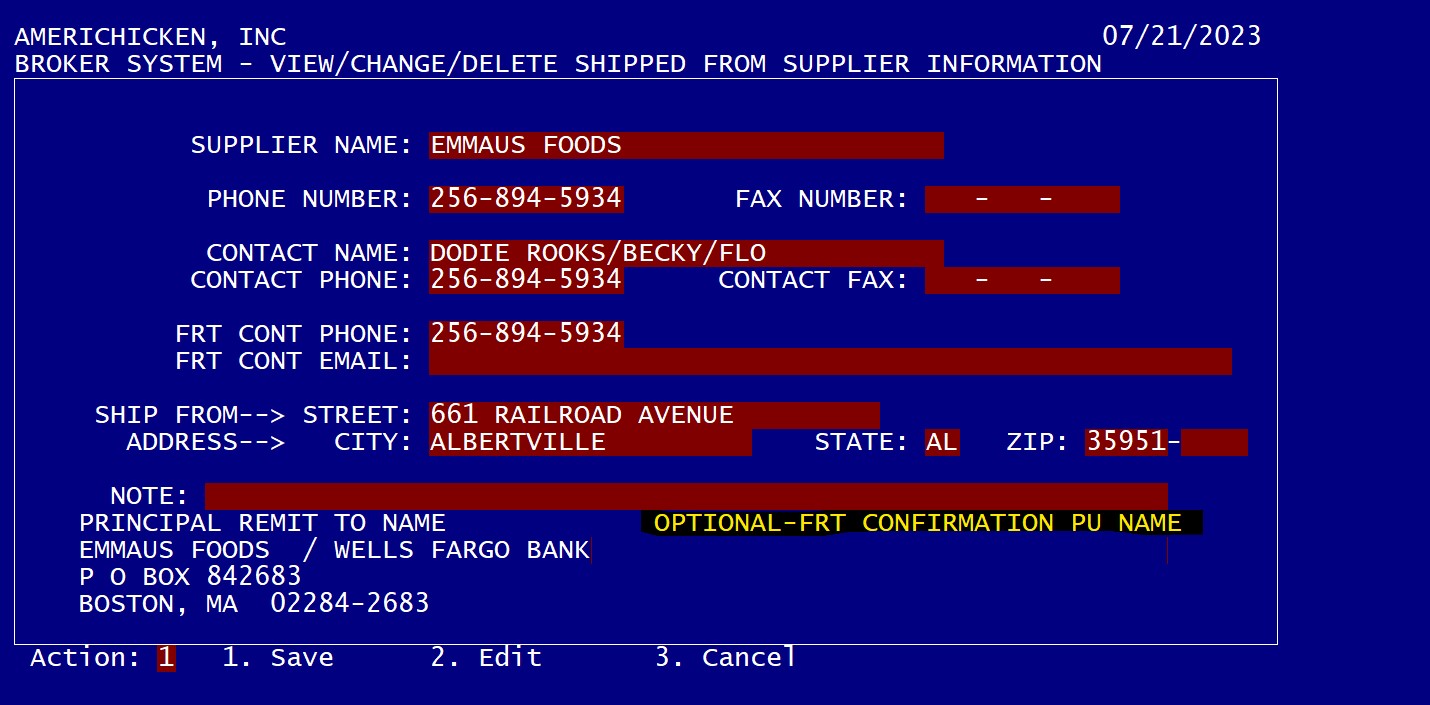 AMERICHICKEN, INC 07/21/2023
BROKER SYSTEM - VIEW/CHANGE/DELETE SHIPPED FROM SUPPLIER INFORMATION
SUPPLIER NAME: EMMAUS FOODS
PHONE NUMBER: 256-894-5934 FAX NUMBER: - -
CONTACT NAME: DODIE ROOKS/BECKY/FLO
CONTACT PHONE: 256-894-5934 CONTACT FAX: - -
FRT CONT PHONE: 256-894-5934
FRT CONT EMAIL:
SHIP FROM--> STREET: 661 RAILROAD AVENUE
ADDRESS--> CITY: ALBERTVILLE STATE: AL ZIP: 35951-
NOTE:
PRINCIPAL REMIT TO NAME OPTIONAL-FRT CONFIRMATION PU NAME
EMMAUS FOODS / WELLS FARGO BANK
P O BOX 842683
BOSTON, MA 02284-2683
Action: 1 1. Save 2. Edit 3. Cancel